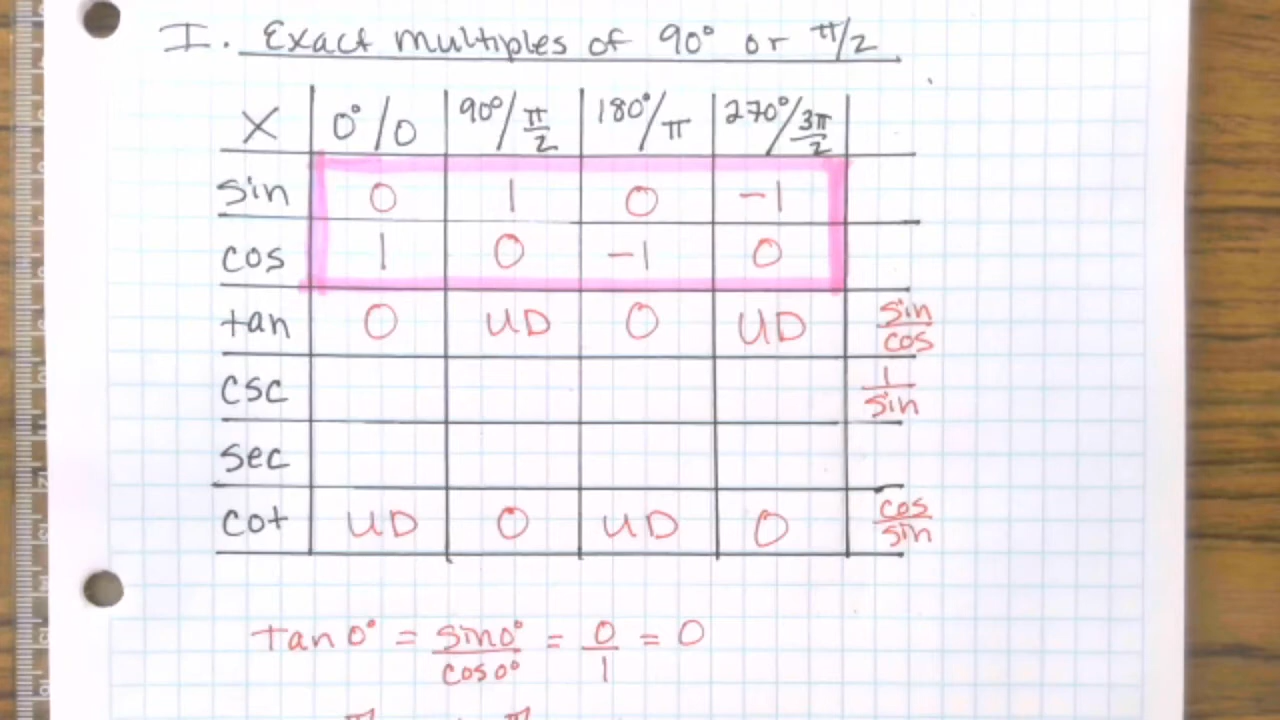 I. Exact multiples of 90° or π/2
X 0°/0 90°/π/2 180°/π 270°/3π/2
sin 0 1 0 -1
cos 1 0 -1 0
tan 0 UD 0 UD sin/cos
csc 1/sin
sec
cot UD 0 UD 0 cos/sin
tan 0° = sin0°/cos0° = 0/1 = 0